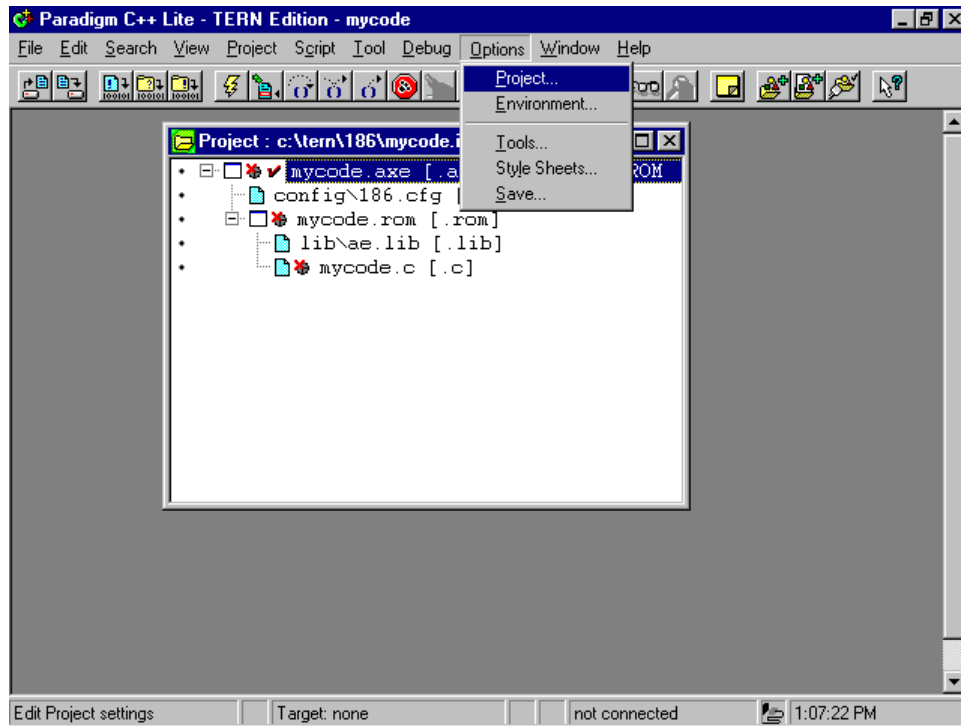 Paradigm C++ Lite - TERN Edition - mycode
File Edit Search View Project Script Tool Debug Options Window Help
Project...
Environment...
Tools...
Style Sheets...
Save...
Project : c:\tern\186\mycode.i
mycode.axe [.a
ROM
config\186.cfg [
mycode.rom [.rom]
lib\ae.lib [.lib]
mycode.c [.c]
Edit Project settings Target: none not connected 1:07:22 PM